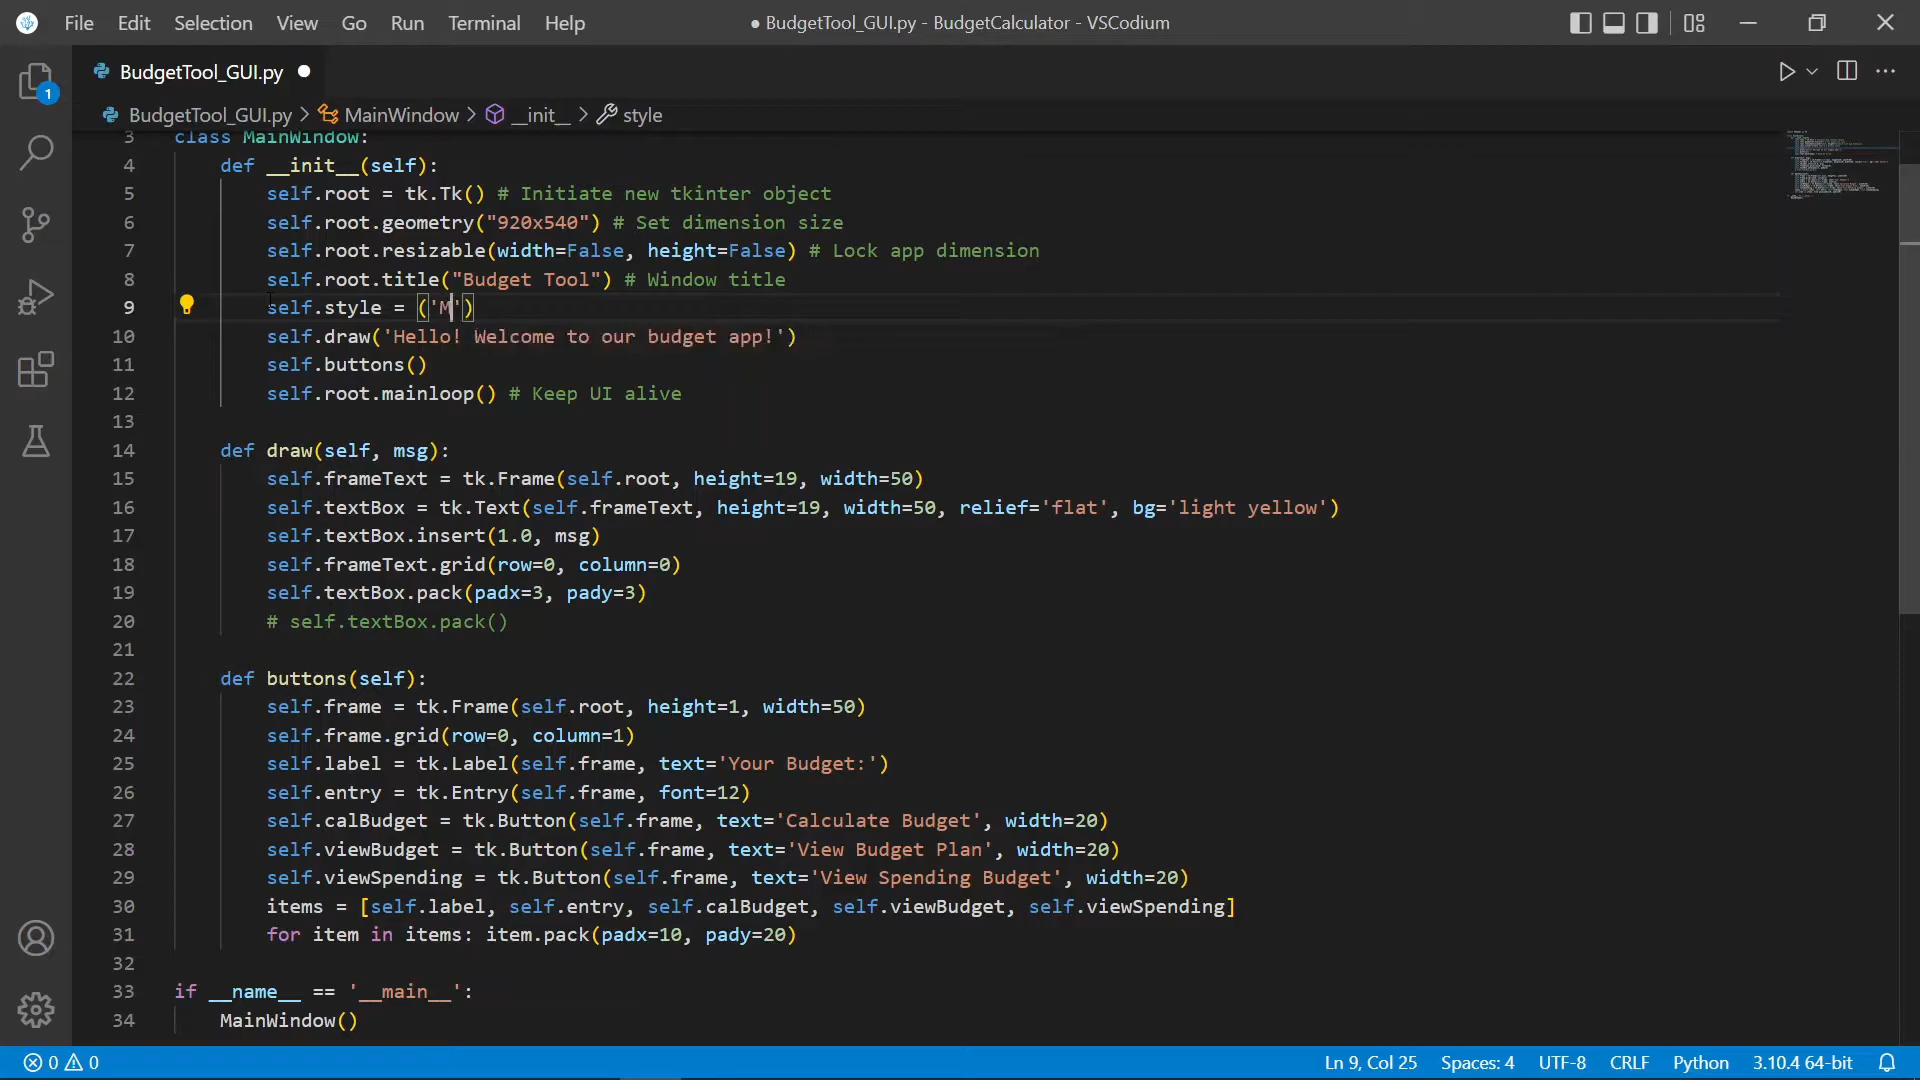 File Edit Selection View Go Run Terminal Help ● BudgetTool_GUI.py - BudgetCalculator - VSCodium
BudgetTool_GUI.py
BudgetTool_GUI.py > MainWindow > __init__ > style
1
3 class MainWindow:
4 def __init__(self):
5 self.root = tk.Tk() # Initiate new tkinter object
6 self.root.geometry("920x540") # Set dimension size
7 self.root.resizable(width=False, height=False) # Lock app dimension
8 self.root.title("Budget Tool") # Window title
9 self.style = ('M')
10 self.draw('Hello! Welcome to our budget app!')
11 self.buttons()
12 self.root.mainloop() # Keep UI alive
13
14 def draw(self, msg):
15 self.frameText = tk.Frame(self.root, height=19, width=50)
16 self.textBox = tk.Text(self.frameText, height=19, width=50, relief='flat', bg='light yellow')
17 self.textBox.insert(1.0, msg)
18 self.frameText.grid(row=0, column=0)
19 self.textBox.pack(padx=3, pady=3)
20 # self.textBox.pack()
21
22 def buttons(self):
23 self.frame = tk.Frame(self.root, height=1, width=50)
24 self.frame.grid(row=0, column=1)
25 self.label = tk.Label(self.frame, text='Your Budget:')
26 self.entry = tk.Entry(self.frame, font=12)
27 self.calBudget = tk.Button(self.frame, text='Calculate Budget', width=20)
28 self.viewBudget = tk.Button(self.frame, text='View Budget Plan', width=20)
29 self.viewSpending = tk.Button(self.frame, text='View Spending Budget', width=20)
30 items = [self.label, self.entry, self.calBudget, self.viewBudget, self.viewSpending]
31 for item in items: item.pack(padx=10, pady=20)
32
33 if __name__ == '__main__':
34 MainWindow()
0 0 Ln 9, Col 25 Spaces: 4 UTF-8 CRLF Python 3.10.4 64-bit